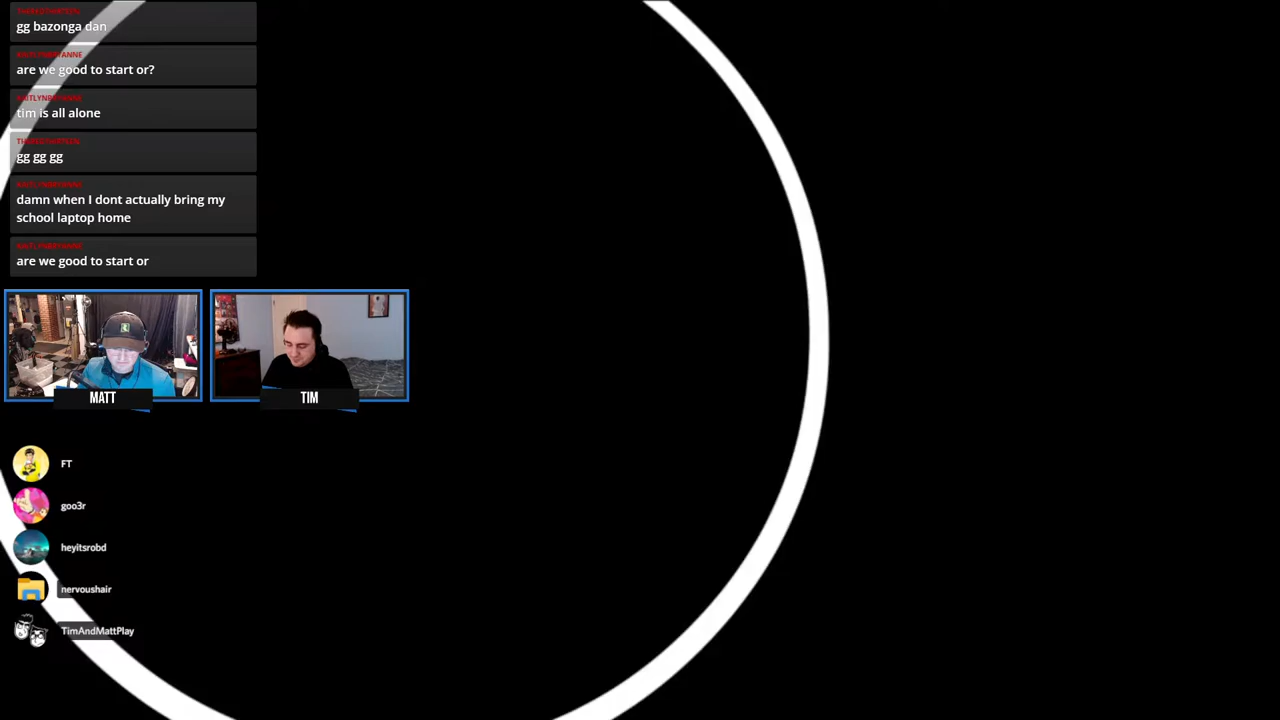 gg bazonga dan
are we good to start or?
tim is all alone
gg gg gg
damn when I dont actually bring my
school laptop home
are we good to start or
MATT
TIM
FT
goo3r
heyitsrobd
nervoushair
TimAndMattPlay